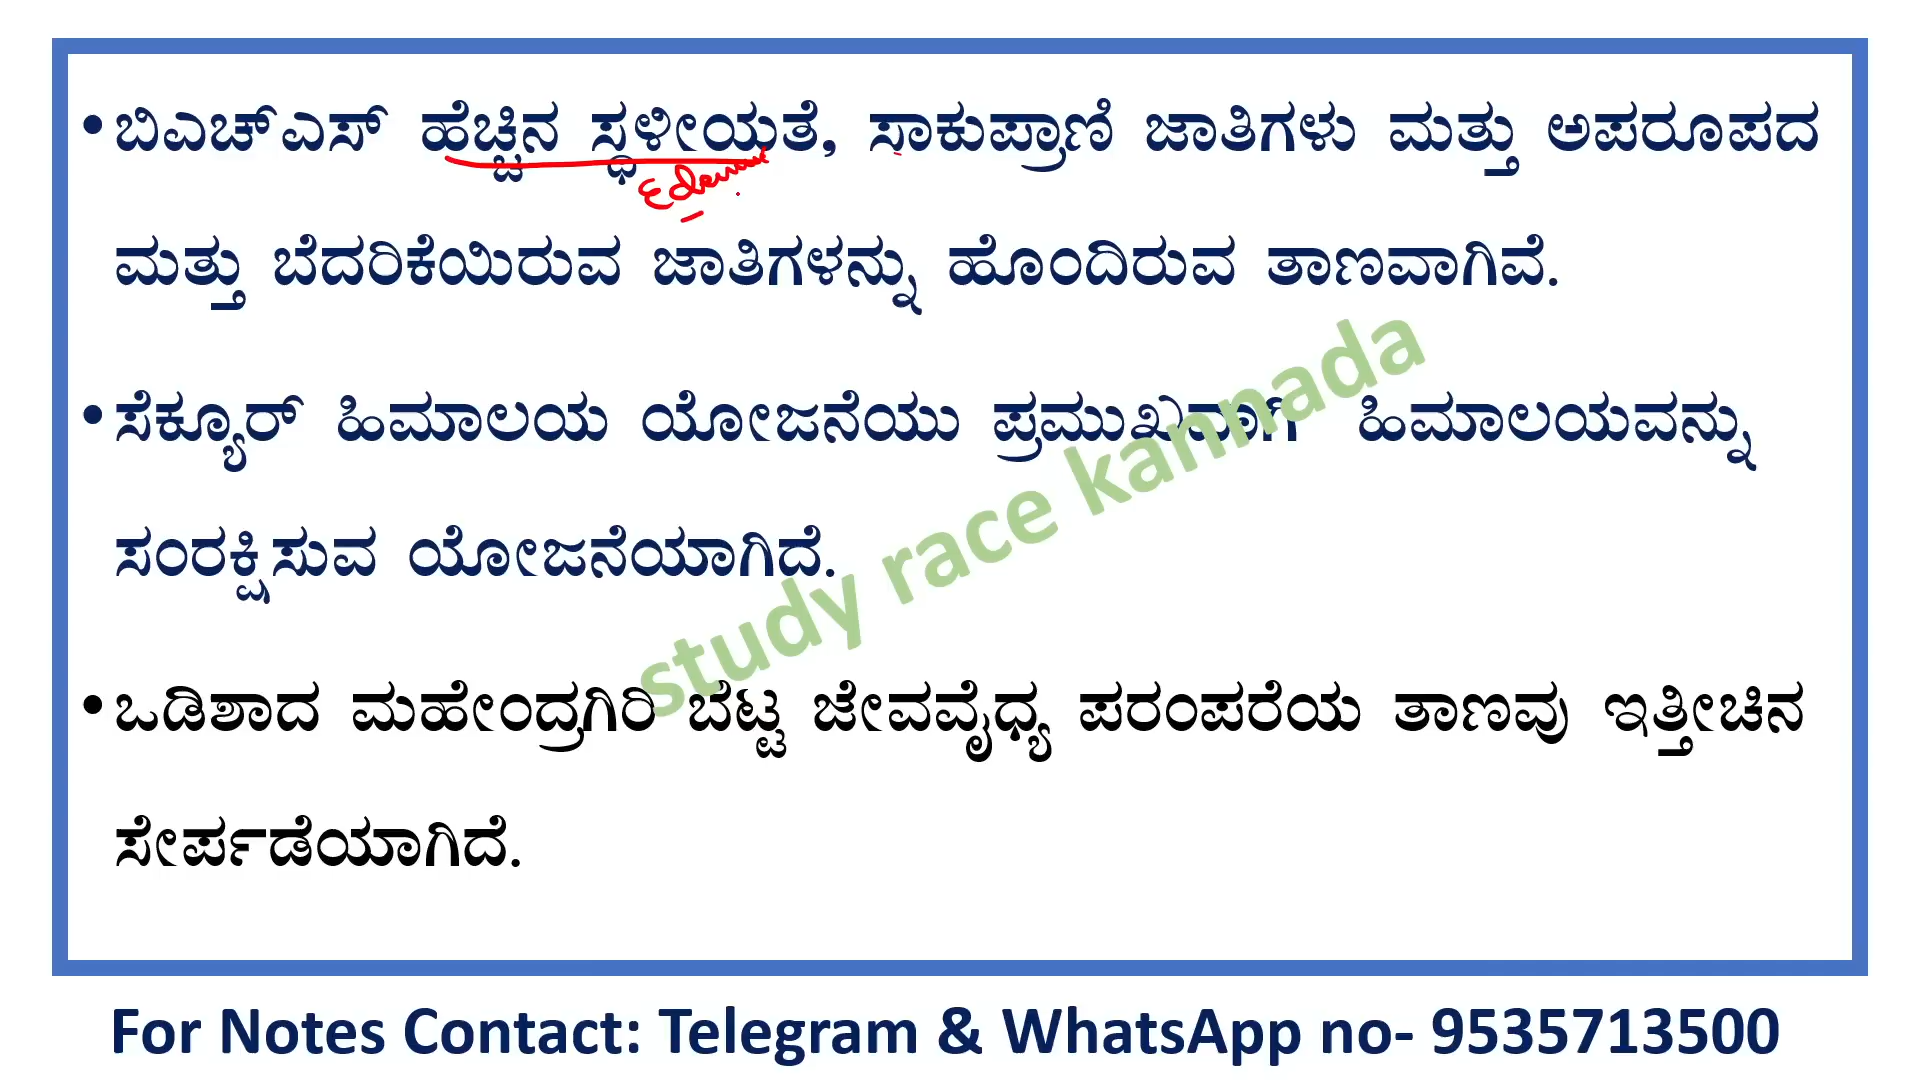 •ಬಿಎಚ್ಎಸ್ ಹೆಚ್ಚಿನ ಸ್ಥಳೀಯತೆ, ಸಾಕುಪ್ರಾಣಿ ಜಾತಿಗಳು ಮತ್ತು ಅಪರೂಪದ
ಮತ್ತು ಬೆದರಿಕೆಯಿರುವ ಜಾತಿಗಳನ್ನು ಹೊಂದಿರುವ ತಾಣವಾಗಿವೆ.
•ಸೆಕ್ಯೂರ್ ಹಿಮಾಲಯ ಯೋಜನೆಯು ಪ್ರಮುಖವಾಗಿ ಹಿಮಾಲಯವನ್ನು
ಸಂರಕ್ಷಿಸುವ ಯೋಜನೆಯಾಗಿದೆ.
•ಒಡಿಶಾದ ಮಹೇಂದ್ರಗಿರಿ ಬೆಟ್ಟ ಜೀವವೈಧ್ಯ ಪರಂಪರೆಯ ತಾಣವು ಇತ್ತೀಚಿನ
ಸೇರ್ಪಡೆಯಾಗಿದೆ.
study race kannada
For Notes Contact: Telegram & WhatsApp no- 9535713500